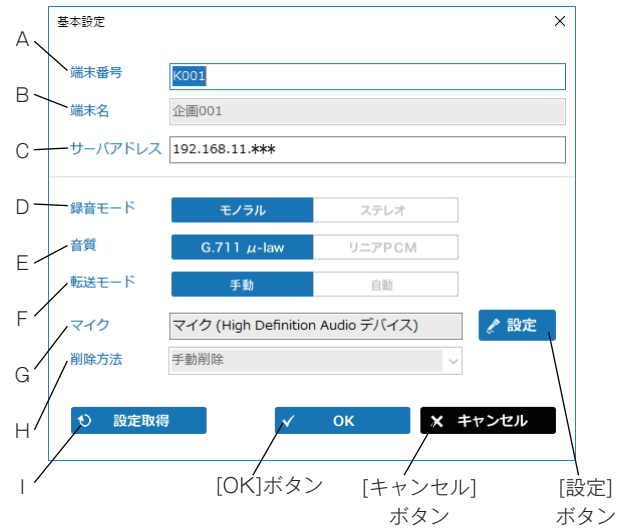 基本設定
A
端末番号
K001
B
端末名
企画001
C
サーバアドレス
192.168.11.***
D
録音モード
モノラル
ステレオ
E
音質
G.711 μ-law
リニアPCM
F
転送モード
手動
自動
G
マイク
マイク (High Definition Audio デバイス)
設定
H
削除方法
手動削除
I
設定取得
OK
キャンセル
[OK]ボタン
[キャンセル]
ボタン
[設定]
ボタン